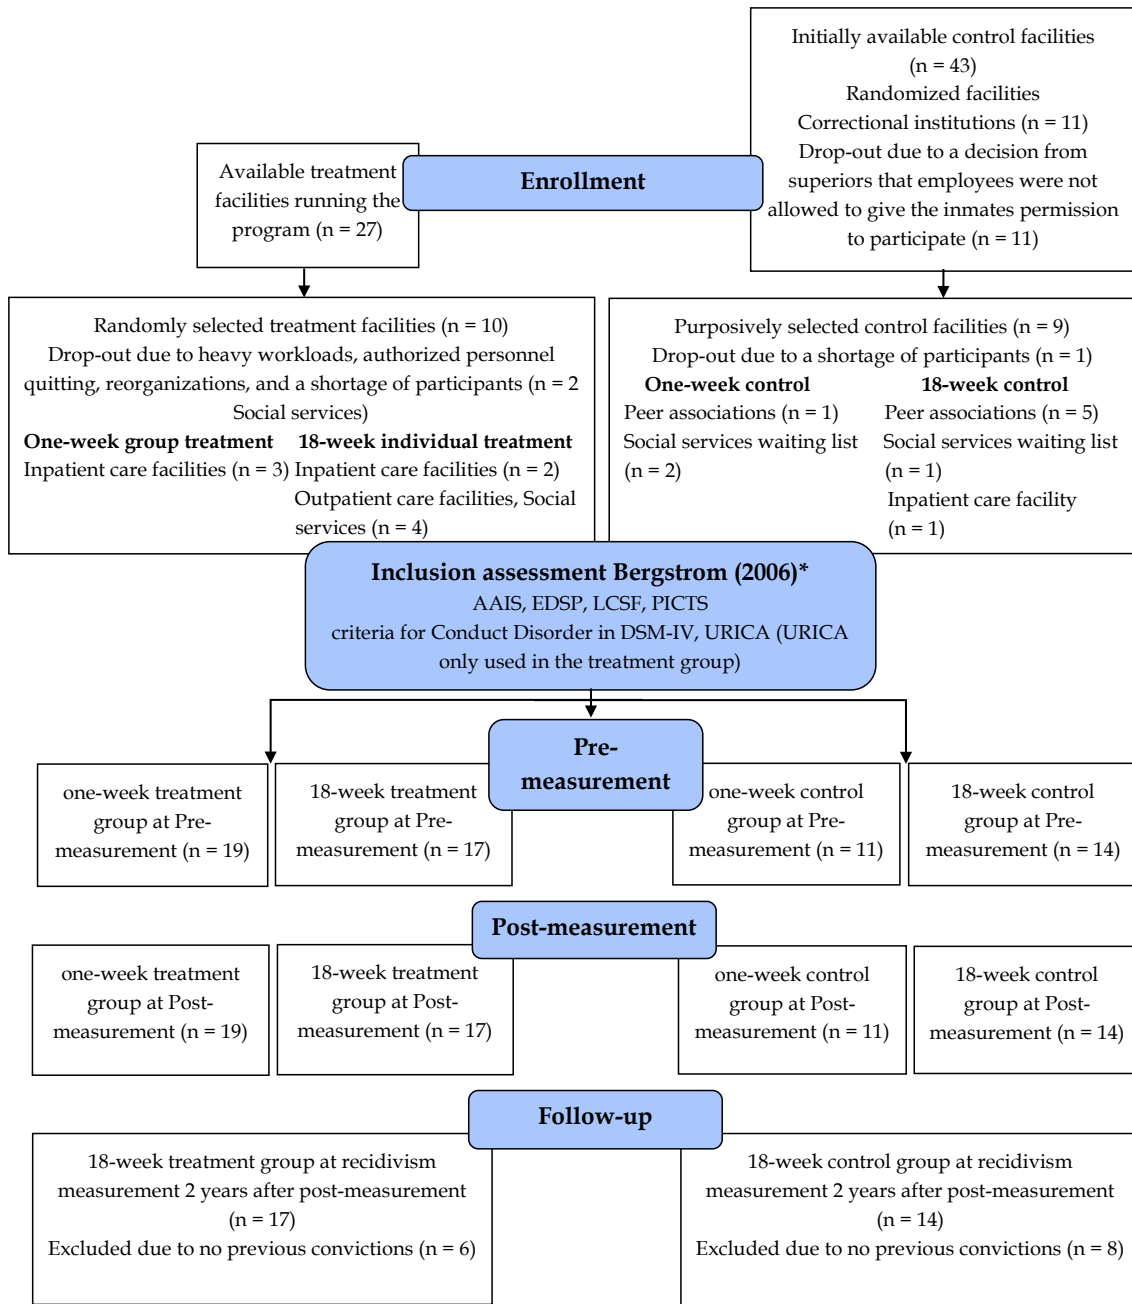 Initially available control facilities
(n = 43)
Randomized facilities
Correctional institutions (n = 11)
Drop-out due to a decision from
superiors that employees were not
allowed to give the inmates permission
to participate (n = 11)
Enrollment
Available treatment
facilities running the
program (n = 27)
Randomly selected treatment facilities (n = 10)
Drop-out due to heavy workloads, authorized personnel
quitting, reorganizations, and a shortage of participants (n = 2
Social services)
One-week group treatment
Inpatient care facilities (n = 3)
18-week individual treatment
Inpatient care facilities (n = 2)
Outpatient care facilities, Social
services (n = 4)
Purposively selected control facilities (n = 9)
Drop-out due to a shortage of participants (n = 1)
One-week control
Peer associations (n = 1)
Social services waiting list
(n = 2)
18-week control
Peer associations (n = 5)
Social services waiting list
(n = 1)
Inpatient care facility
(n = 1)
Inclusion assessment Bergstrom (2006)*
AAIS, EDSP, LCSF, PICTS
criteria for Conduct Disorder in DSM-IV, URICA (URICA
only used in the treatment group)
Pre-
measurement
one-week treatment
group at Pre-
measurement (n = 19)
18-week treatment
group at Pre-
measurement (n = 17)
one-week control
group at Pre-
measurement (n = 11)
18-week control
group at Pre-
measurement (n = 14)
Post-measurement
one-week treatment
group at Post-
measurement (n = 19)
18-week treatment
group at Post-
measurement (n = 17)
one-week control
group at Post-
measurement (n = 11)
18-week control
group at Post-
measurement (n = 14)
Follow-up
18-week treatment group at recidivism
measurement 2 years after post-measurement
(n = 17)
Excluded due to no previous convictions (n = 6)
18-week control group at recidivism
measurement 2 years after post-measurement
(n = 14)
Excluded due to no previous convictions (n = 8)